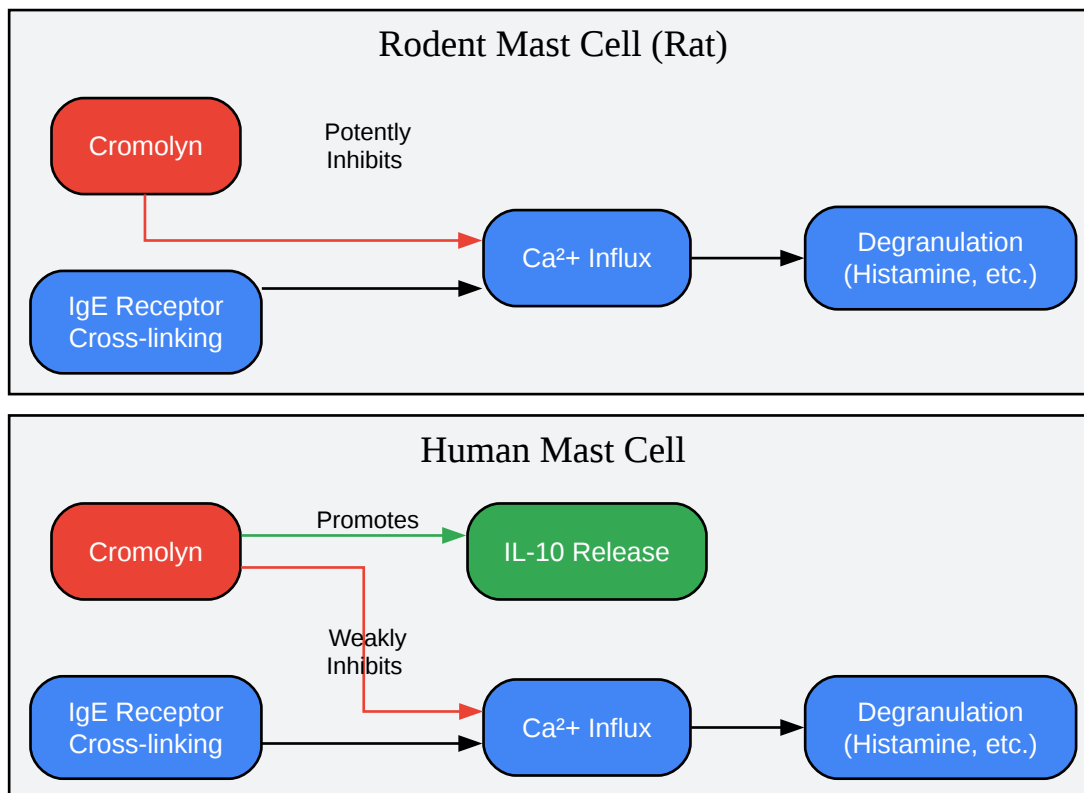 Rodent Mast Cell (Rat)
Cromolyn
Potently
Inhibits
IgE Receptor
Cross-linking
Ca²+ Influx
Degranulation
(Histamine, etc.)
Human Mast Cell
Cromolyn
Promotes
IL-10 Release
Weakly
Inhibits
IgE Receptor
Cross-linking
Ca²+ Influx
Degranulation
(Histamine, etc.)